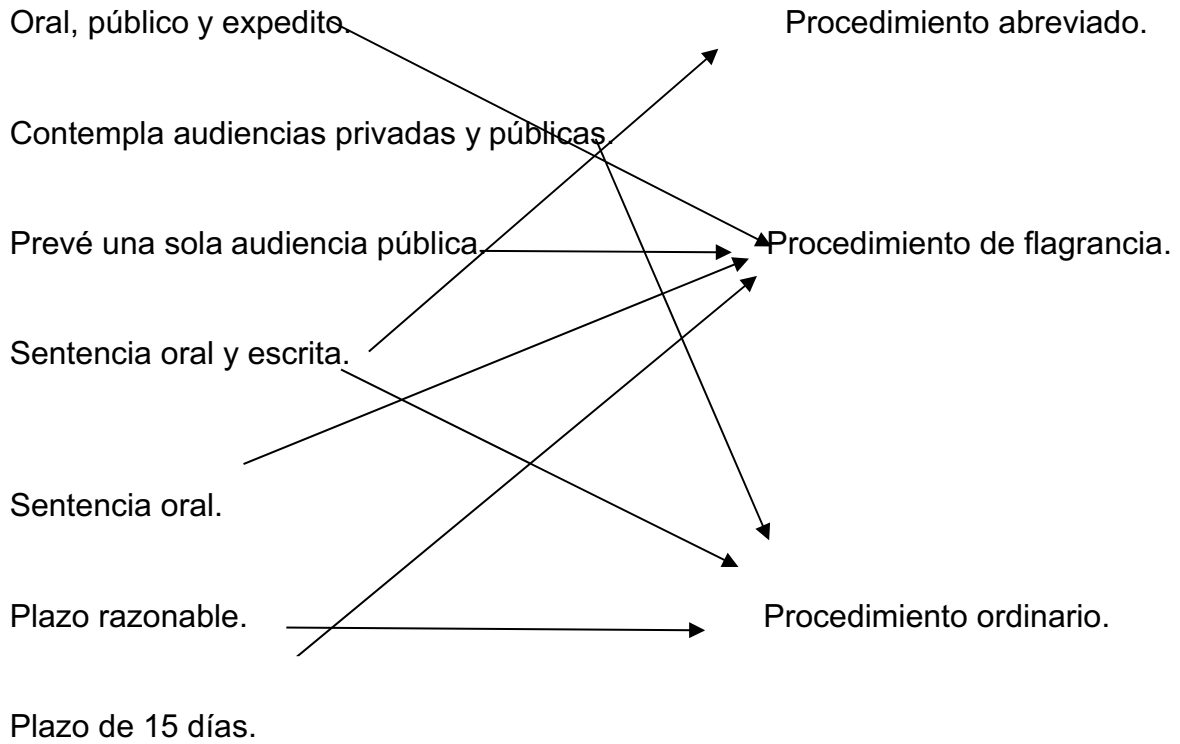 Oral, público y expedito. Procedimiento abreviado.
Contempla audiencias privadas y públicas.
Prevé una sola audiencia pública. Procedimiento de flagrancia.
Sentencia oral y escrita.
Sentencia oral.
Plazo razonable. Procedimiento ordinario.
Plazo de 15 días.